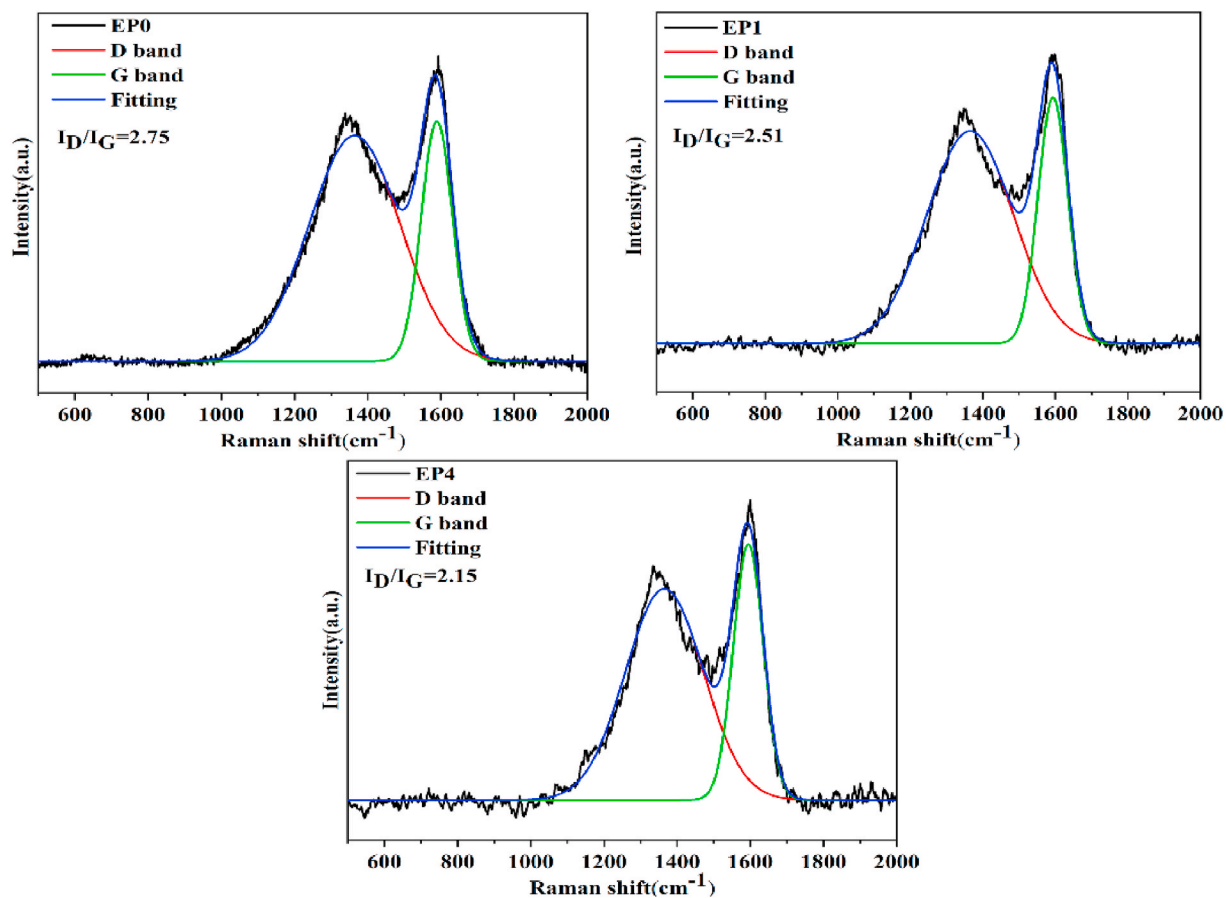 EP0
D band
G band
Fitting
I_D/I_G=2.75
Intensity(a.u.)
600 800 1000 1200 1400 1600 1800 2000
Raman shift(cm⁻¹)
EP1
D band
G band
Fitting
I_D/I_G=2.51
Intensity(a.u.)
600 800 1000 1200 1400 1600 1800 2000
Raman shift(cm⁻¹)
EP4
D band
G band
Fitting
I_D/I_G=2.15
Intensity(a.u.)
600 800 1000 1200 1400 1600 1800 2000
Raman shift(cm⁻¹)